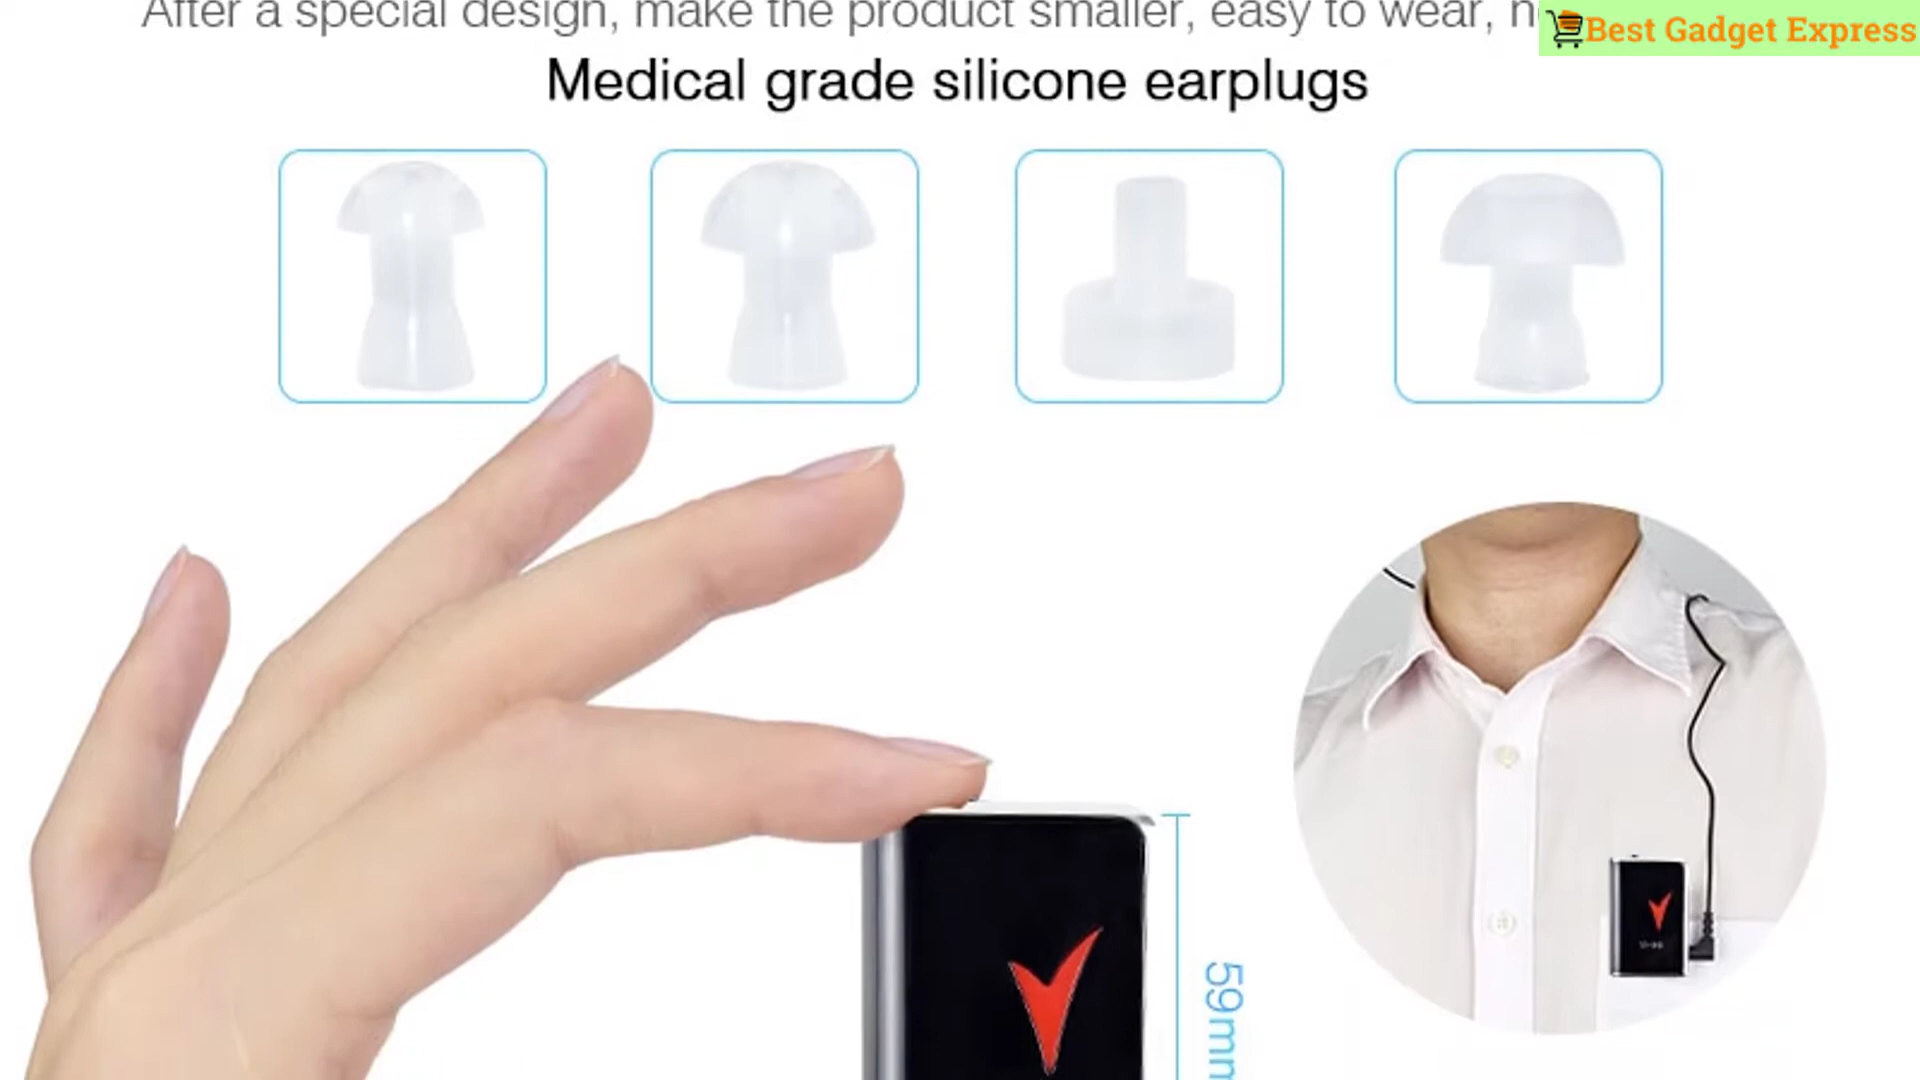 After a special design, make the product smaller, easy to wear,
Best Gadget Express
Medical grade silicone earplugs
59mm